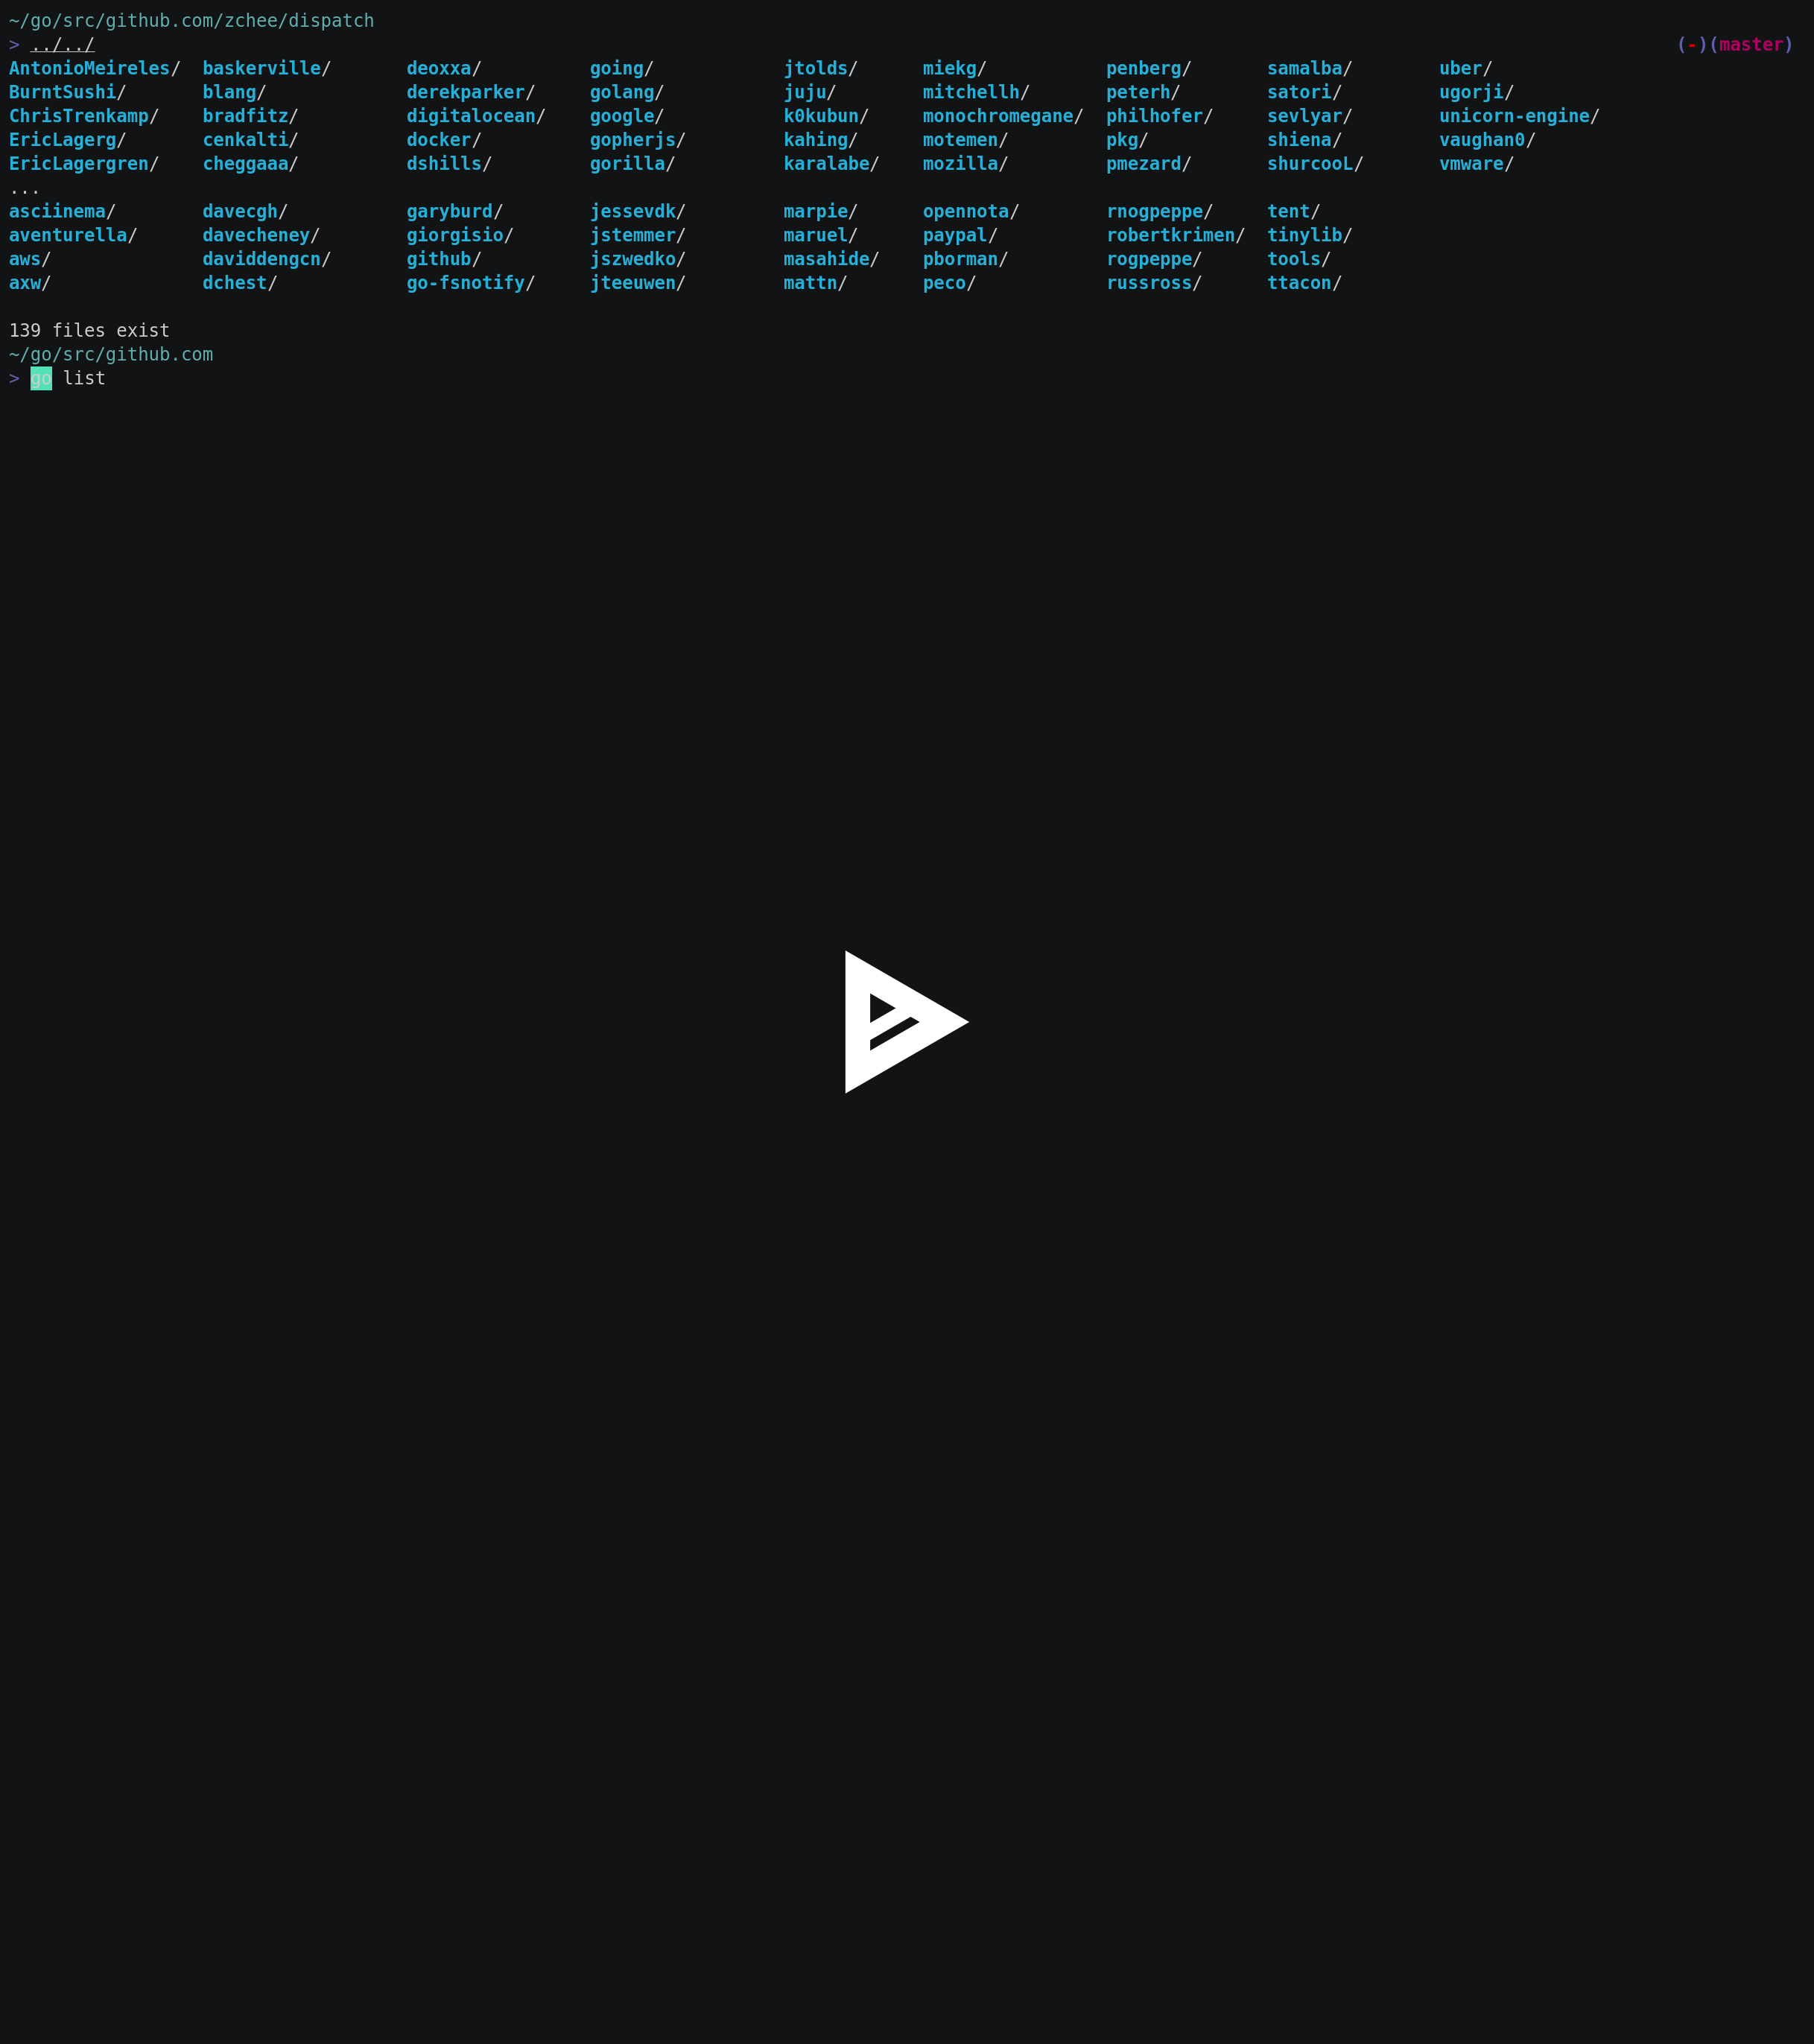 ~/go/src/github.com/zchee/dispatch
> ../../ (-)(master)
AntonioMeireles/ baskerville/ deoxxa/ going/ jtolds/ miekg/ penberg/ samalba/ uber/
BurntSushi/ blang/ derekparker/ golang/ juju/ mitchellh/ peterh/ satori/ ugorji/
ChrisTrenkamp/ bradfitz/ digitalocean/ google/ k0kubun/ monochromegane/ philhofer/ sevlyar/ unicorn-engine/
EricLagerg/ cenkalti/ docker/ gopherjs/ kahing/ motemen/ pkg/ shiena/ vaughan0/
EricLagergren/ cheggaaa/ dshills/ gorilla/ karalabe/ mozilla/ pmezard/ shurcooL/ vmware/
...
asciinema/ davecgh/ garyburd/ jessevdk/ marpie/ opennota/ rnogpeppe/ tent/
aventurella/ davecheney/ giorgisio/ jstemmer/ maruel/ paypal/ robertkrimen/ tinylib/
aws/ daviddengcn/ github/ jszwedko/ masahide/ pborman/ rogpeppe/ tools/
axw/ dchest/ go-fsnotify/ jteeuwen/ mattn/ peco/ russross/ ttacon/
139 files exist
~/go/src/github.com
> go list